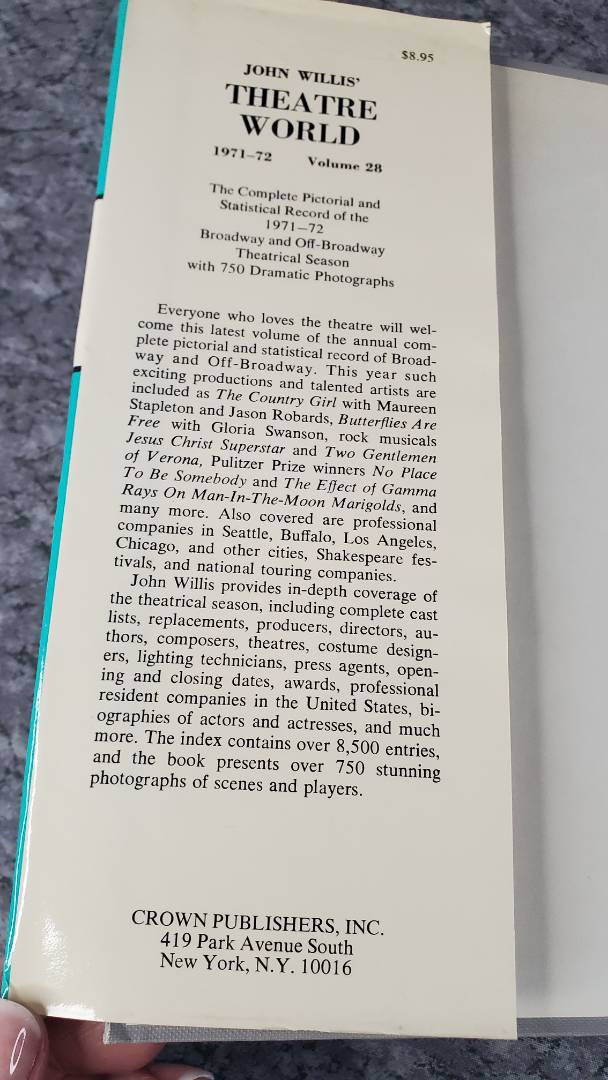 $8.95
JOHN WILLIS'
THEATRE
WORLD
1971–72 Volume 28
The Complete Pictorial and
Statistical Record of the
1971–72
Broadway and Off-Broadway
Theatrical Season
with 750 Dramatic Photographs
Everyone who loves the theatre will wel-
come this latest volume of the annual com-
plete pictorial and statistical record of Broad-
way and Off-Broadway. This year such
exciting productions and talented artists are
included as The Country Girl with Maureen
Stapleton and Jason Robards, Butterflies Are
Free with Gloria Swanson, rock musicals
Jesus Christ Superstar and Two Gentlemen
of Verona, Pulitzer Prize winners No Place
To Be Somebody and The Effect of Gamma
Rays On Man-In-The-Moon Marigolds, and
many more. Also covered are professional
companies in Seattle, Buffalo, Los Angeles,
Chicago, and other cities, Shakespeare fes-
tivals, and national touring companies.
John Willis provides in-depth coverage of
the theatrical season, including complete cast
lists, replacements, producers, directors, au-
thors, composers, theatres, costume design-
ers, lighting technicians, press agents, open-
ing and closing dates, awards, professional
resident companies in the United States, bi-
ographies of actors and actresses, and much
more. The index contains over 8,500 entries,
and the book presents over 750 stunning
photographs of scenes and players.
CROWN PUBLISHERS, INC.
419 Park Avenue South
New York, N.Y. 10016